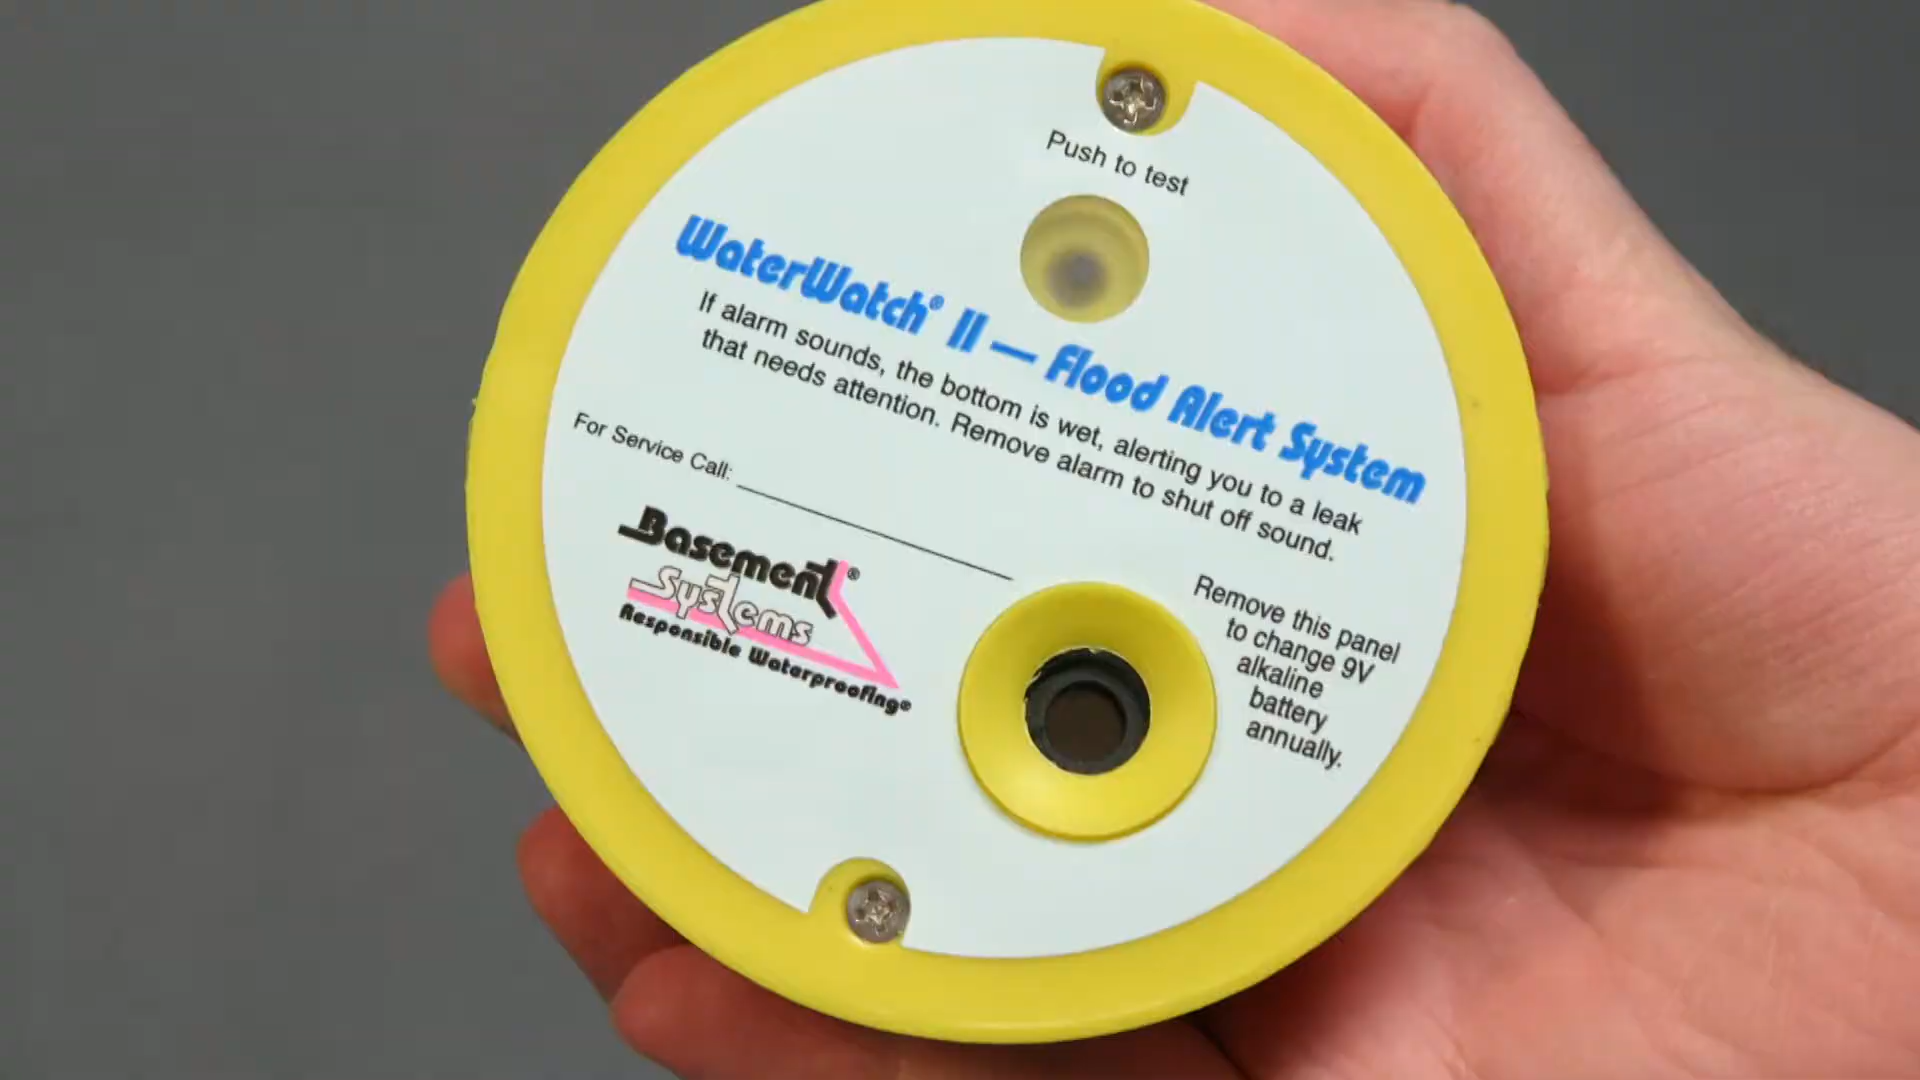 Push to test
WaterWatch® II — Flood Alert System
If alarm sounds, the bottom is wet, alerting you to a leak
that needs attention. Remove alarm to shut off sound.
For Service Call:
Basement®
Systems
Responsible Waterproofing®
Remove this panel
to change 9V
alkaline
battery
annually.